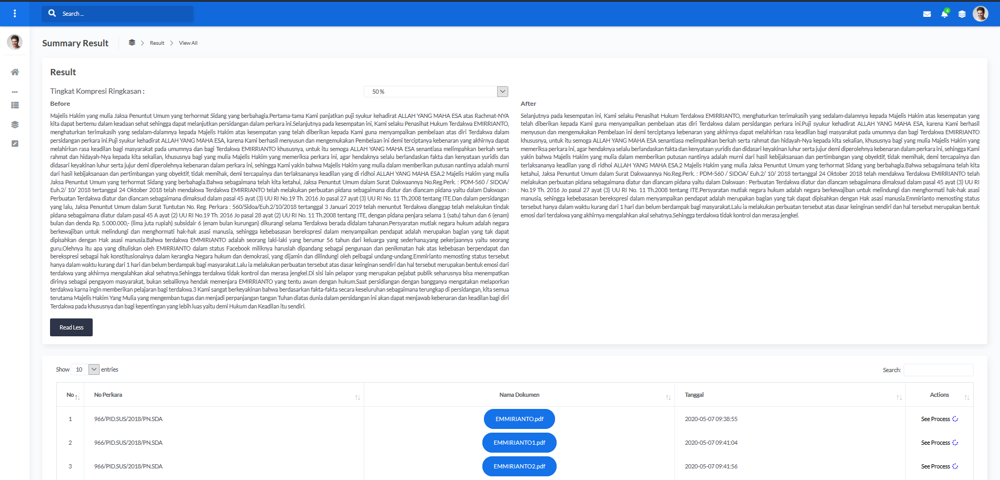 Search ...
4
Summary Result
Result
View All
Result
Tingkat Kompresi Ringkasan :
50 %
Before
Majelis Hakim yang mulia Jaksa Penuntut Umum yang terhormat Sidang yang berbahagia.Pertama-tama Kami panjatkan puji syukur kehadirat ALLAH YANG MAHA ESA atas Rachmat-NYA
kita dapat bertemu dalam keadaan sehat sehingga dapat melanjutkan persidangan dalam perkara ini.Selanjutnya pada kesempatan ini, Kami selaku Penasihat Hukum Terdakwa EMIRRIANTO,
menghaturkan terimakasih yang sedalam-dalamnya kepada Majelis Hakim atas kesempatan yang telah diberikan kepada Kami guna menyampaikan pembelaan atas diri Terdakwa dalam
persidangan perkara ini.Puji syukur kehadirat ALLAH YANG MAHA ESA, karena Kami berhasil menyusun dan mengemukakan Pembelaan ini demi terciptanya kebenaran yang akhirnya dapat
melahirkan rasa keadilan bagi masyarakat pada umumnya dan bagi Terdakwa EMIRRIANTO khususnya, untuk itu semoga ALLAH YANG MAHA ESA senantiasa melimpahkan berkah serta
rahmat dan hidayah-Nya kepada kita sekalian, khususnya bagi yang mulia Majelis Hakim yang memeriksa perkara ini, agar hendaknya selalu berlandaskan fakta dan kenyataan yuridis dan
didasari keyakinan luhur serta jujur demi diperolehnya kebenaran dalam perkara ini, sehingga Kami yakin bahwa Majelis Hakim yang mulia dalam memberikan putusan nantinya adalah murni
dari hasil kebijaksanaan dan pertimbangan yang obyektif, tidak memihak, demi tercapainya dan terlaksananya keadilan yang di ridhoi ALLAH YANG MAHA ESA.2 Majelis Hakim yang mulia
Jaksa Penuntut Umum yang terhormat Sidang yang berbahagia.Bahwa sebagaimana telah kita ketahui, Jaksa Penuntut Umum dalam Surat Dakwaannya No.Reg.Perk. : PDM-560 / SIDOA/
Euh.2/ 10/ 2018 tertanggal 24 Oktober 2018 telah mendakwa Terdakwa EMIRRIANTO telah melakukan perbuatan pidana sebagaimana diatur dan diancam pidana yaitu dalam Dakwaan :
Perbuatan Terdakwa diatur dan diancam sebagaimana dimaksud dalam pasal 45 ayat (3) UU RI No.19 Th. 2016 Jo pasal 27 ayat (3) UU RI No. 11 Th.2008 tentang ITE.Dan dalam persidangan
yang lalu, Jaksa Penuntut Umum dalam Surat Tuntutan No. Reg. Perkara : 560/Sidoa/Euh.2/10/2018 tertanggal 3 Januari 2019 telah menuntut Terdakwa dianggap telah melakukan tindak
pidana sebagaimana diatur dalam pasal 45 A ayat (2) UU RI No.19 Th. 2016 Jo pasal 28 ayat (2) UU RI No. 11 Th.2008 tentang ITE, dengan pidana penjara selama 1 (satu) tahun dan 6 (enam)
bulan dan denda Rp. 5.000.000,- (lima juta rupiah) subsidair 6 (enam bulan kurungan) dikurangi selama Terdakwa berada didalam tahanan.Persyaratan mutlak negara hukum adalah negara
berkewajiban untuk melindungi dan menghormati hak-hak asasi manusia, sehingga kebebasasan berekspresi dalam menyampaikan pendapat adalah merupakan bagian yang tak dapat
dipisahkan dengan Hak asasi manusia.Bahwa terdakwa EMMIRIANTO adalah seorang laki-laki yang berumur 56 tahun dari keluarga yang sederhana,yang pekerjaannya yaitu seorang
guru.Olehnya itu apa yang dituliskan oleh EMIRRIANTO dalam status Facebook miliknya haruslah dipandang sebagai pengunaan dan penikmatan hak atas kebebasan berpendapat dan
berekspresi sebagai hak konstitusionalnya dalam kerangka Negara hukum dan demokrasi, yang dijamin dan dilindungi oleh pelbagai undang-undang.Emmirianto memosting status tersebut
hanya dalam waktu kurang dari 1 hari dan belum berdampak bagi masyarakat.Lalu ia melakukan perbuatan tersebut atas dasar keinginan sendiri dan hal tersebut merupakan bentuk emosi dari
terdakwa yang akhirnya mengalahkan akal sehatnya.Sehingga terdakwa tidak kontrol dan merasa jengkel.Di sisi lain pelapor yang merupakan pejabat publik seharusnya bisa menempatkan
dirinya sebagai pengayom masyarakat, bukan sebaliknya hendak memenjara EMIRRIANTO yang tentu awam dengan hukum.Saat persidiangan dengan bangganya mengatakan melaporkan
terdakwa karna ingin memberikan pelajaran bagi terdakwa.3 Kami sangat berkeyakinan bahwa berdasarkan fakta-fakta secara keseluruhan sebagaimana terungkap di persidangan, kita semua
terutama Majelis Hakim Yang Mulia yang mengemban tugas dan menjadi perpanjangan tangan Tuhan diatas dunia dalam persidangan ini akan dapat menjawab kebenaran dan keadilan bagi diri
Terdakwa pada khususnya dan bagi kepentingan yang lebih luas yaitu demi Hukum dan Keadilan itu sendiri.
Read Less
After
Selanjutnya pada kesempatan ini, Kami selaku Penasihat Hukum Terdakwa EMIRRIANTO, menghaturkan terimakasih yang sedalam-dalamnya kepada Majelis Hakim atas kesempatan yang
telah diberikan kepada Kami guna menyampaikan pembelaan atas diri Terdakwa dalam persidangan perkara ini.Puji syukur kehadirat ALLAH YANG MAHA ESA, karena Kami berhasil
menyusun dan mengemukakan Pembelaan ini demi terciptanya kebenaran yang akhirnya dapat melahirkan rasa keadilan bagi masyarakat pada umumnya dan bagi Terdakwa EMIRRIANTO
khususnya, untuk itu semoga ALLAH YANG MAHA ESA senantiasa melimpahkan berkah serta rahmat dan hidayah-Nya kepada kita sekalian, khususnya bagi yang mulia Majelis Hakim yang
memeriksa perkara ini, agar hendaknya selalu berlandaskan fakta dan kenyataan yuridis dan didasari keyakinan luhur serta jujur demi diperolehnya kebenaran dalam perkara ini, sehingga Kami
yakin bahwa Majelis Hakim yang mulia dalam memberikan putusan nantinya adalah murni dari hasil kebijaksanaan dan pertimbangan yang obyektif, tidak memihak, demi tercapainya dan
terlaksananya keadilan yang di ridhoi ALLAH YANG MAHA ESA.2 Majelis Hakim yang mulia Jaksa Penuntut Umum yang terhormat Sidang yang berbahagia.Bahwa sebagaimana telah kita
ketahui, Jaksa Penuntut Umum dalam Surat Dakwaannya No.Reg.Perk. : PDM-560 / SIDOA/ Euh.2/ 10/ 2018 tertanggal 24 Oktober 2018 telah mendakwa Terdakwa EMIRRIANTO telah
melakukan perbuatan pidana sebagaimana diatur dan diancam pidana yaitu dalam Dakwaan : Perbuatan Terdakwa diatur dan diancam sebagaimana dimaksud dalam pasal 45 ayat (3) UU RI
No.19 Th. 2016 Jo pasal 27 ayat (3) UU RI No. 11 Th.2008 tentang ITE.Persyaratan mutlak negara hukum adalah negara berkewajiban untuk melindungi dan menghormati hak-hak asasi
manusia, sehingga kebebasasan berekspresi dalam menyampaikan pendapat adalah merupakan bagian yang tak dapat dipisahkan dengan Hak asasi manusia.Emmirianto memosting status
tersebut hanya dalam waktu kurang dari 1 hari dan belum berdampak bagi masyarakat.Lalu ia melakukan perbuatan tersebut atas dasar keinginan sendiri dan hal tersebut merupakan bentuk
emosi dari terdakwa yang akhirnya mengalahkan akal sehatnya.Sehingga terdakwa tidak kontrol dan merasa jengkel.
Show 10 entries
Search:
No No Perkara Nama Dokumen Tanggal Actions
1 966/PID.SUS/2018/PN.SDA EMMIRIANTO.pdf 2020-05-07 09:38:55 See Process
2 966/PID.SUS/2018/PN.SDA EMMIRIANTO1.pdf 2020-05-07 09:41:04 See Process
3 966/PID.SUS/2018/PN.SDA EMMIRIANTO2.pdf 2020-05-07 09:41:56 See Process